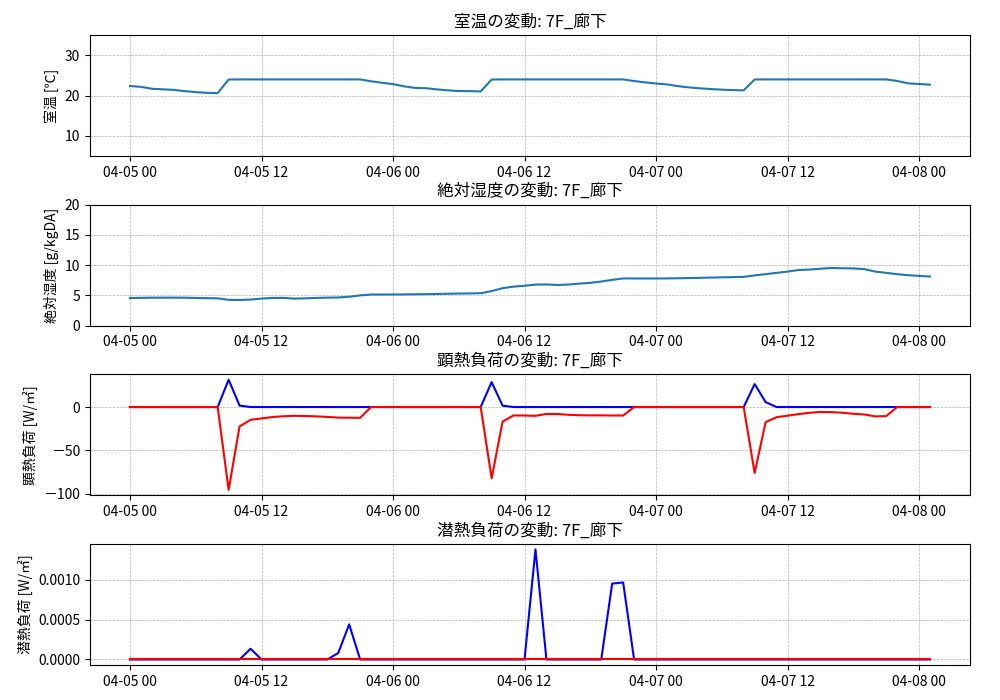 室温の変動: 7F_廊下
室温 [℃]
30
20
10
04-05 00 04-05 12 04-06 00 04-06 12 04-07 00 04-07 12 04-08 00
絶対湿度の変動: 7F_廊下
絶対湿度 [g/kgDA]
20
15
10
5
0
04-05 00 04-05 12 04-06 00 04-06 12 04-07 00 04-07 12 04-08 00
顕熱負荷の変動: 7F_廊下
顕熱負荷 [W/㎡]
0
−50
−100
04-05 00 04-05 12 04-06 00 04-06 12 04-07 00 04-07 12 04-08 00
潜熱負荷の変動: 7F_廊下
潜熱負荷 [W/㎡]
0.0010
0.0005
0.0000
04-05 00 04-05 12 04-06 00 04-06 12 04-07 00 04-07 12 04-08 00